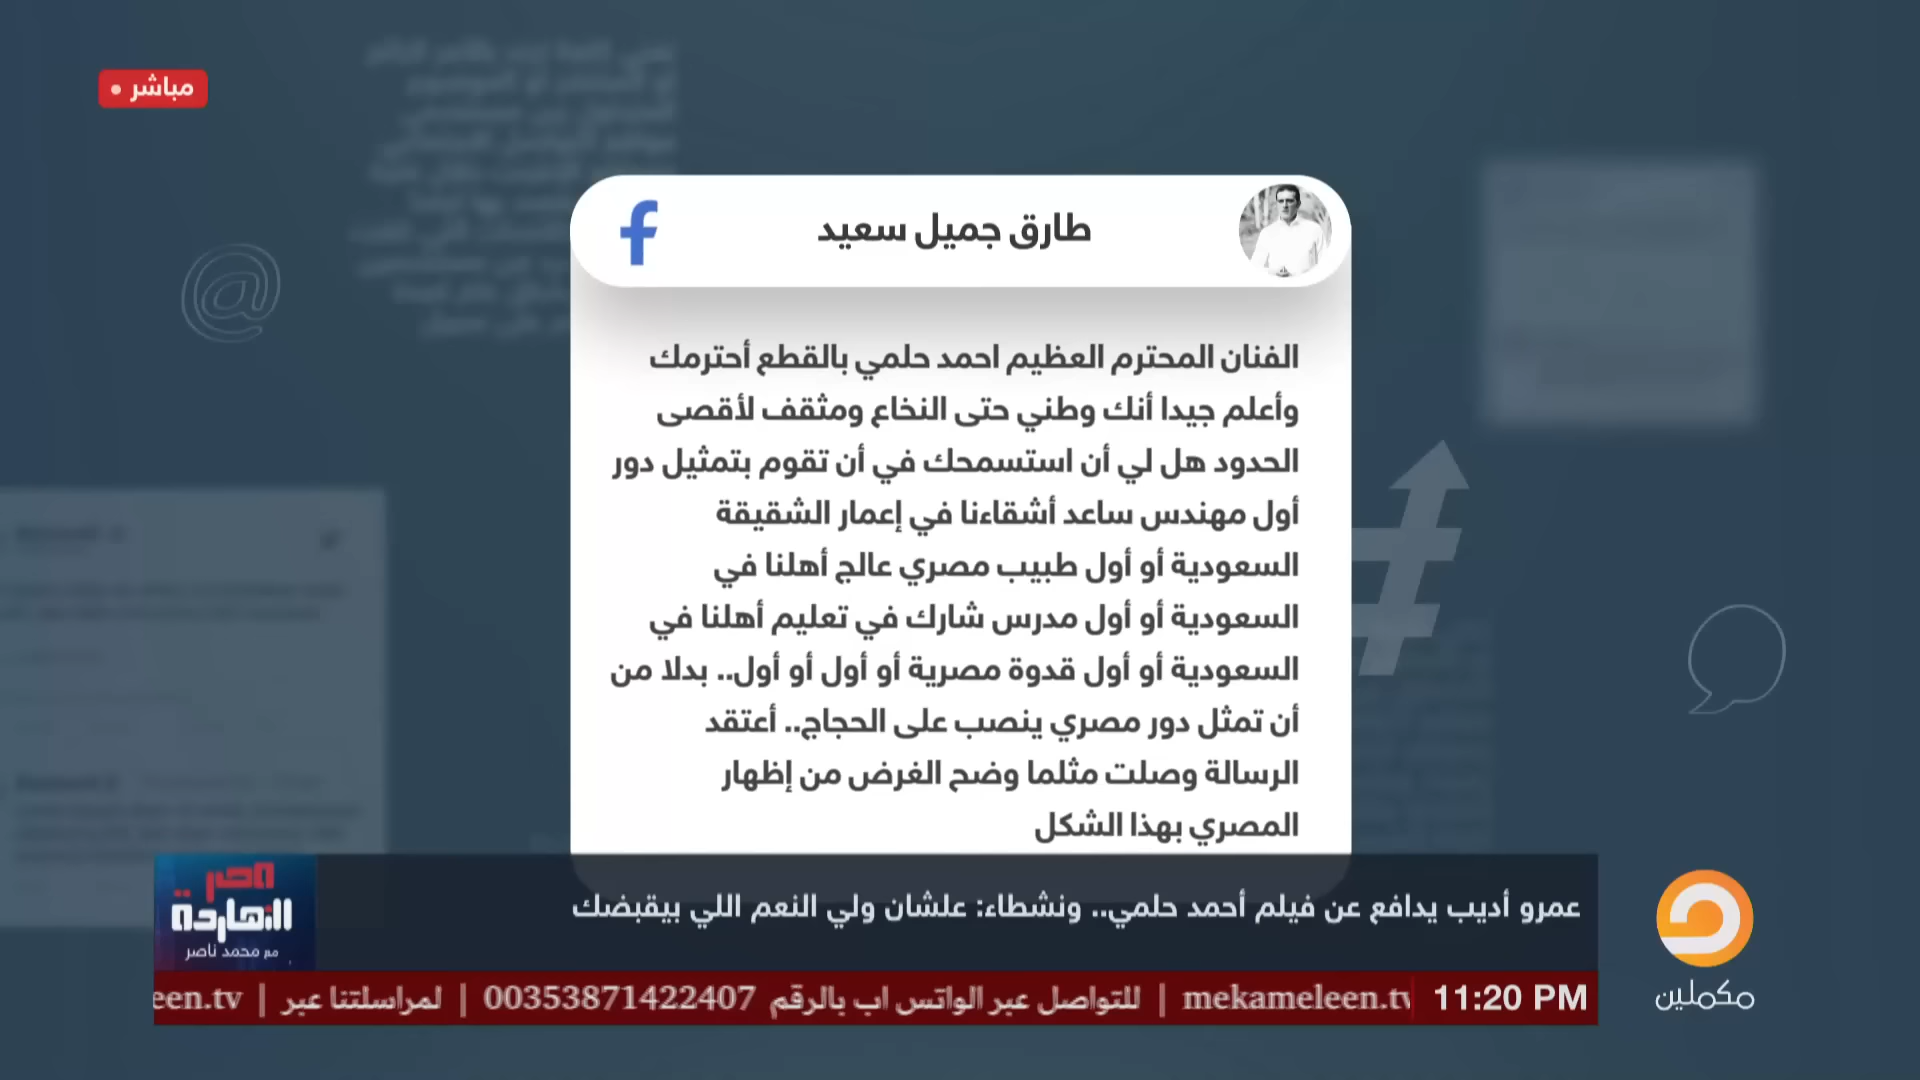 مباشر
طارق جميل سعيد
الفنان المحترم العظيم احمد حلمي بالقطع أحترمك
وأعلم جيدا أنك وطني حتى النخاع ومثقف لأقصى
الحدود هل لي أن استسمحك في أن تقوم بتمثيل دور
أول مهندس ساعد أشقاءنا في إعمار الشقيقة
السعودية أو أول طبيب مصري عالج أهلنا في
السعودية أو أول مدرس شارك في تعليم أهلنا في
السعودية أو أول قدوة مصرية أو أول أو أول.. بدلا من
أن تمثل دور مصري ينصب على الحجاج.. أعتقد
الرسالة وصلت مثلما وضح الغرض من إظهار
المصري بهذا الشكل
عمرو أديب يدافع عن فيلم أحمد حلمي.. ونشطاء: علشان ولي النعم اللي بيقبضك
مصر
النهاردة
مع محمد ناصر
11:20 PM
mekameleen.tv | للتواصل عبر الواتس اب بالرقم 00353871422407 | لمراسلتنا عبر | een.tv
مكملين